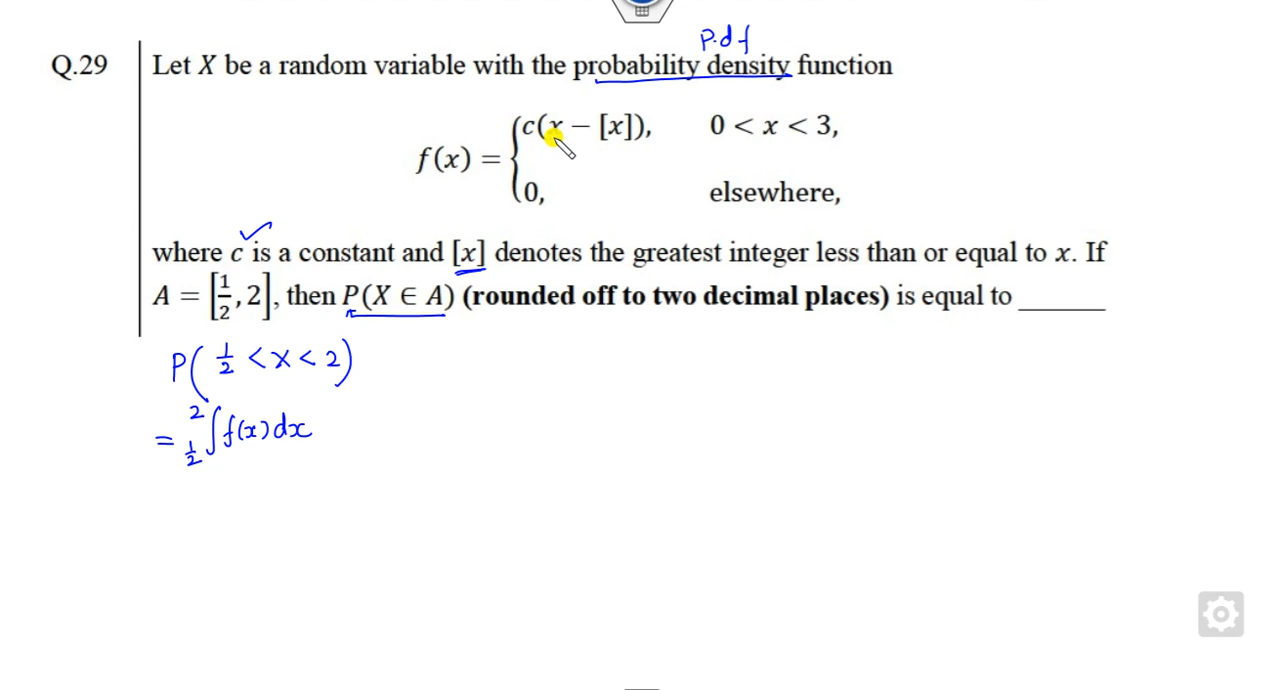 P.d f
Q.29 Let X be a random variable with the probability density function
f(x) = { c(x − [x]), 0 < x < 3,
0, elsewhere,
where c is a constant and [x] denotes the greatest integer less than or equal to x. If
A = [1/2, 2], then P(X ∈ A) (rounded off to two decimal places) is equal to ______
P( 1/2 < x < 2)
= 1/2 ∫ 2 f(x) dx